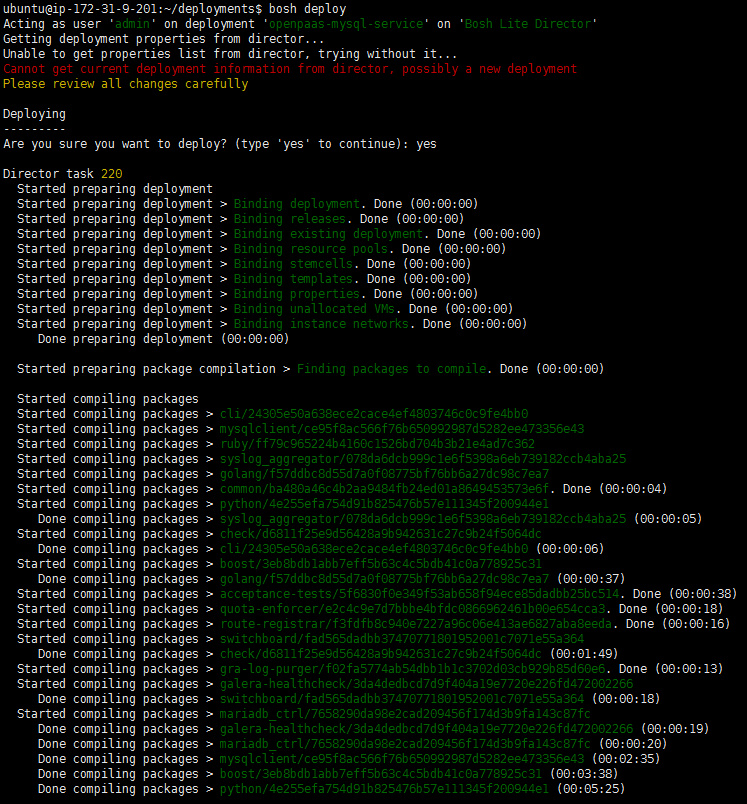 ubuntu@ip-172-31-9-201:~/deployments$ bosh deploy
Acting as user 'admin' on deployment 'openpaas-mysql-service' on 'Bosh Lite Director'
Getting deployment properties from director...
Unable to get properties list from director, trying without it...
Cannot get current deployment information from director, possibly a new deployment
Please review all changes carefully
Deploying
---------
Are you sure you want to deploy? (type 'yes' to continue): yes
Director task 220
Started preparing deployment
Started preparing deployment > Binding deployment. Done (00:00:00)
Started preparing deployment > Binding releases. Done (00:00:00)
Started preparing deployment > Binding existing deployment. Done (00:00:00)
Started preparing deployment > Binding resource pools. Done (00:00:00)
Started preparing deployment > Binding stemcells. Done (00:00:00)
Started preparing deployment > Binding templates. Done (00:00:00)
Started preparing deployment > Binding properties. Done (00:00:00)
Started preparing deployment > Binding unallocated VMs. Done (00:00:00)
Started preparing deployment > Binding instance networks. Done (00:00:00)
Done preparing deployment (00:00:00)
Started preparing package compilation > Finding packages to compile. Done (00:00:00)
Started compiling packages
Started compiling packages > cli/24305e50a638ece2cace4ef4803746c0c9fe4bb0
Started compiling packages > mysqlclient/ce95f8ac566f76b650992987d5282ee473356e43
Started compiling packages > ruby/ff79c965224b4160c1526bd704b3b21e4ad7c362
Started compiling packages > syslog_aggregator/078da6dcb999c1e6f5398a6eb739182ccb4aba25
Started compiling packages > golang/f57ddbc8d55d7a0f08775bf76bb6a27dc98c7ea7
Started compiling packages > common/ba480a46c4b2aa9484fb24ed01a8649453573e6f. Done (00:00:04)
Started compiling packages > python/4e255efa754d91b825476b57e111345f200944e1
Done compiling packages > syslog_aggregator/078da6dcb999c1e6f5398a6eb739182ccb4aba25 (00:00:05)
Started compiling packages > check/d6811f25e9d56428a9b942631c27c9b24f5064dc
Done compiling packages > cli/24305e50a638ece2cace4ef4803746c0c9fe4bb0 (00:00:06)
Started compiling packages > boost/3eb8bdb1abb7eff5b63c4c5bdb41c0a778925c31
Done compiling packages > golang/f57ddbc8d55d7a0f08775bf76bb6a27dc98c7ea7 (00:00:37)
Started compiling packages > acceptance-tests/5f6830f0e349f53ab658f94ece85dadbb25bc514. Done (00:00:38)
Started compiling packages > quota-enforcer/e2c4c9e7d7bbbe4bfdc0866962461b00e654cca3. Done (00:00:18)
Started compiling packages > route-registrar/f3fdfb8c940e7227a96c06e413ae6827aba8eeda. Done (00:00:16)
Started compiling packages > switchboard/fad565dadbb37470771801952001c7071e55a364
Done compiling packages > check/d6811f25e9d56428a9b942631c27c9b24f5064dc (00:01:49)
Started compiling packages > gra-log-purger/f02fa5774ab54dbb1b1c3702d03cb929b85d60e6. Done (00:00:13)
Started compiling packages > galera-healthcheck/3da4dedbcd7d9f404a19e7720e226fd472002266
Done compiling packages > switchboard/fad565dadbb37470771801952001c7071e55a364 (00:00:18)
Started compiling packages > mariadb_ctrl/7658290da98e2cad209456f174d3b9fa143c87fc
Done compiling packages > galera-healthcheck/3da4dedbcd7d9f404a19e7720e226fd472002266 (00:00:19)
Done compiling packages > mariadb_ctrl/7658290da98e2cad209456f174d3b9fa143c87fc (00:00:20)
Done compiling packages > mysqlclient/ce95f8ac566f76b650992987d5282ee473356e43 (00:02:35)
Done compiling packages > boost/3eb8bdb1abb7eff5b63c4c5bdb41c0a778925c31 (00:03:38)
Done compiling packages > python/4e255efa754d91b825476b57e111345f200944e1 (00:05:25)